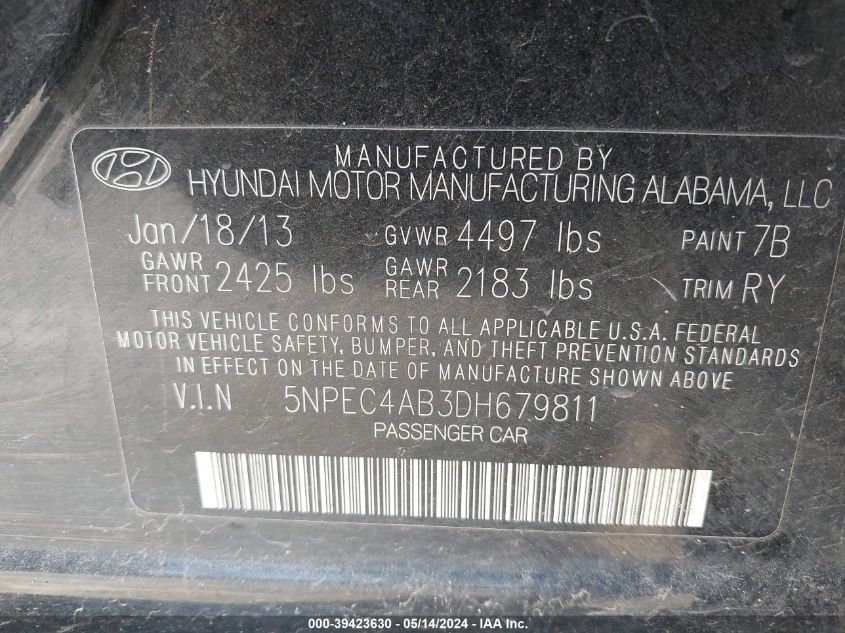 MANUFACTURED BY
HYUNDAI MOTOR MANUFACTURING ALABAMA, LLC
Jan/18/13 GVWR 4497 lbs PAINT 7B
GAWR FRONT 2425 lbs GAWR REAR 2183 lbs TRIM RY
THIS VEHICLE CONFORMS TO ALL APPLICABLE U.S.A. FEDERAL
MOTOR VEHICLE SAFETY, BUMPER, AND THEFT PREVENTION STANDARDS
IN EFFECT ON THE DATE OF MANUFACTURE SHOWN ABOVE
V.I.N 5NPEC4AB3DH679811
PASSENGER CAR
000-39423630 - 05/14/2024 - IAA Inc.